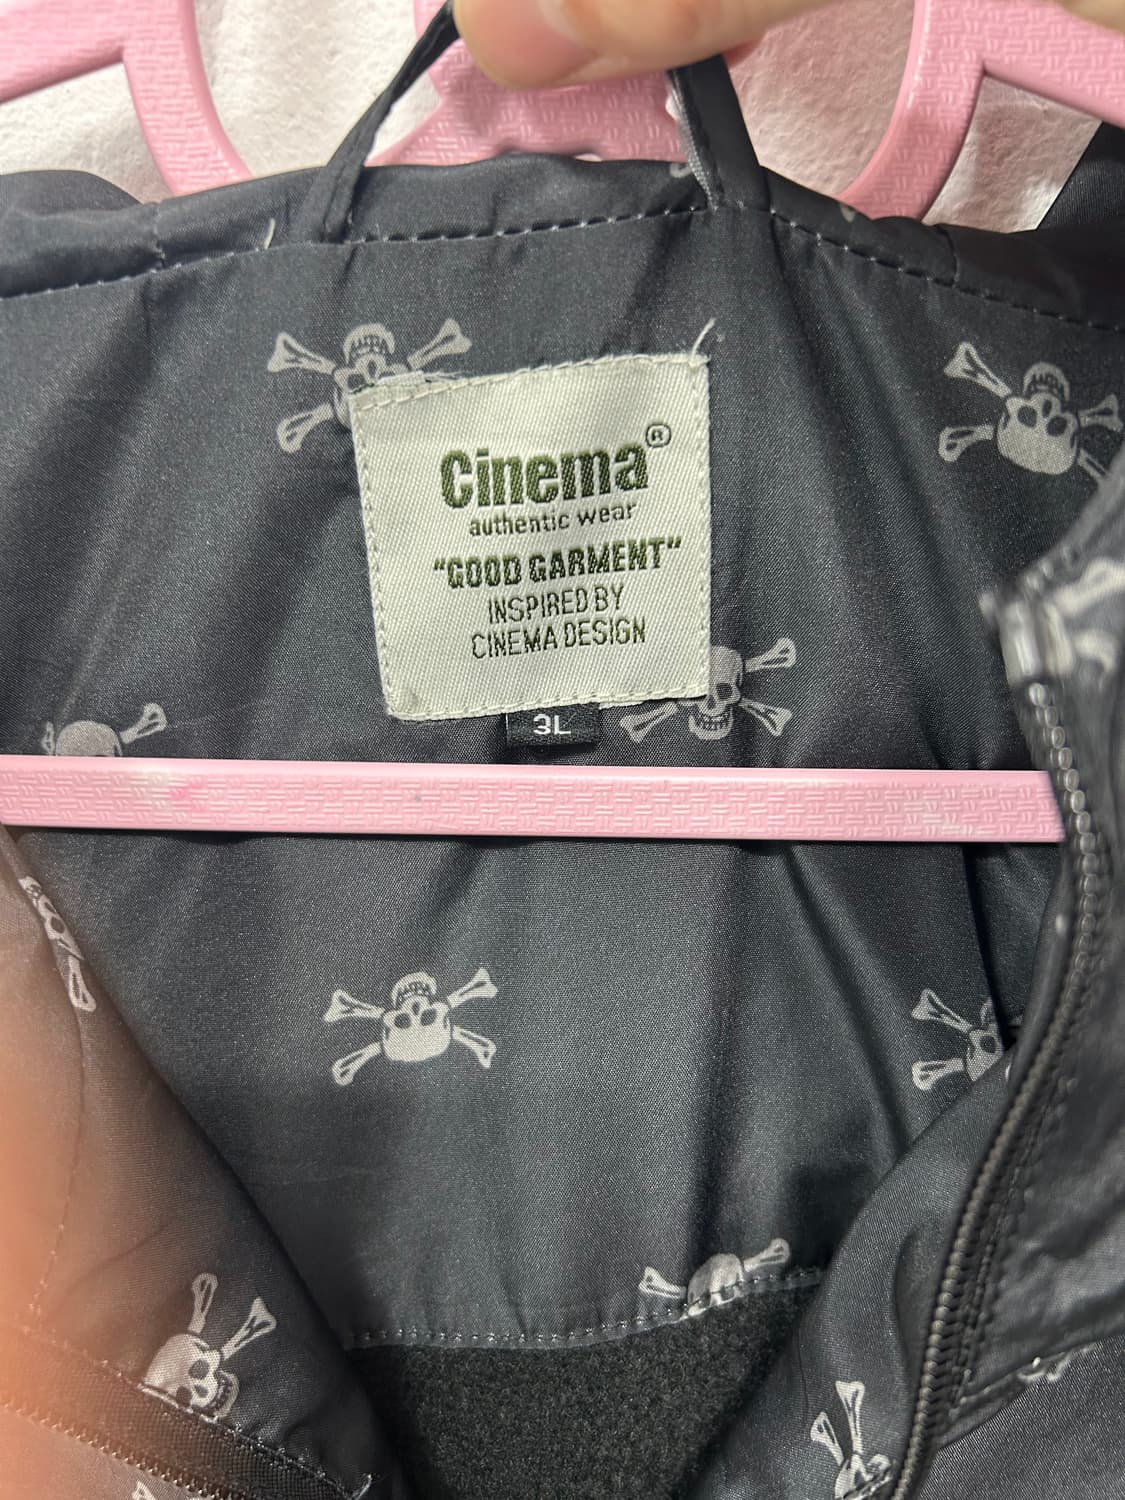 Cinema®
authentic wear
"GOOD GARMENT"
INSPIRED BY
CINEMA DESIGN
3L